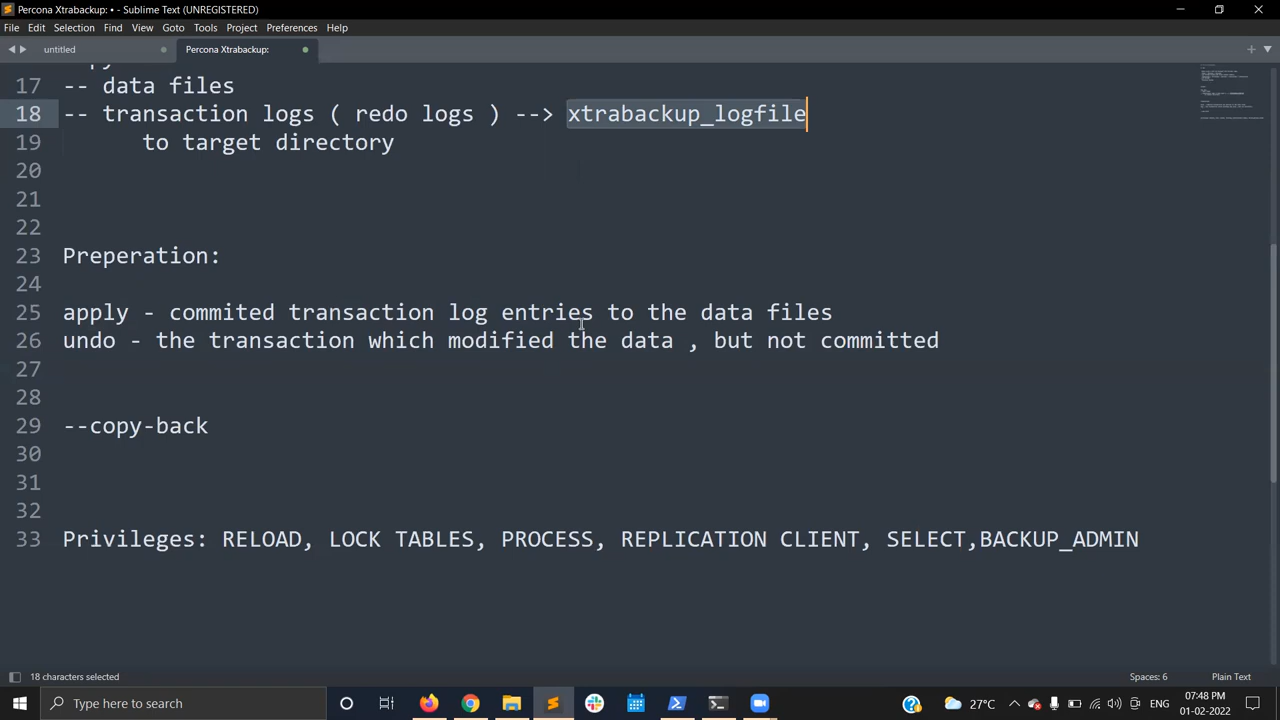 Percona Xtrabackup: • - Sublime Text (UNREGISTERED)
File Edit Selection Find View Goto Tools Project Preferences Help
untitled
Percona Xtrabackup:
17 -- data files
18 -- transaction logs ( redo logs ) --> xtrabackup_logfile
19 to target directory
20
21
22
23 Preperation:
24
25 apply - commited transaction log entries to the data files
26 undo - the transaction which modified the data , but not committed
27
28
29 --copy-back
30
31
32
33 Privileges: RELOAD, LOCK TABLES, PROCESS, REPLICATION CLIENT, SELECT,BACKUP_ADMIN
18 characters selected
Spaces: 6
Plain Text
Type here to search
27°C
07:48 PM
01-02-2022